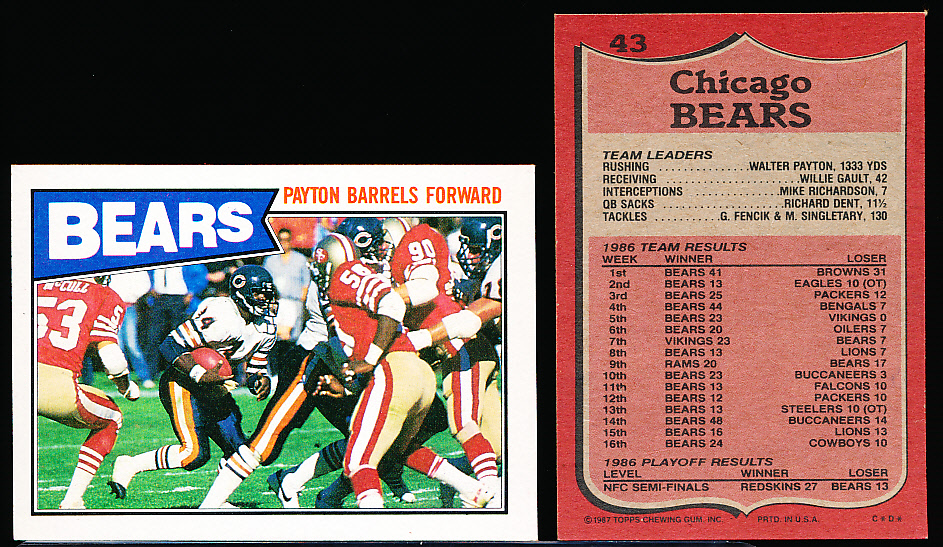 BEARS
PAYTON BARRELS FORWARD
McCOLL
53
4
59
90
43
Chicago
BEARS
TEAM LEADERS
RUSHING ............ WALTER PAYTON, 1333 YDS
RECEIVING .................... WILLIE GAULT, 42
INTERCEPTIONS ............ MIKE RICHARDSON, 7
QB SACKS .................. RICHARD DENT, 11½
TACKLES ........ G. FENCIK & M. SINGLETARY, 130
1986 TEAM RESULTS
WEEK WINNER LOSER
1st BEARS 41 BROWNS 31
2nd BEARS 13 EAGLES 10 (OT)
3rd BEARS 25 PACKERS 12
4th BEARS 44 BENGALS 7
5th BEARS 23 VIKINGS 0
6th BEARS 20 OILERS 7
7th VIKINGS 23 BEARS 7
8th BEARS 13 LIONS 7
9th RAMS 20 BEARS 17
10th BEARS 23 BUCCANEERS 3
11th BEARS 13 FALCONS 10
12th BEARS 12 PACKERS 10
13th BEARS 13 STEELERS 10 (OT)
14th BEARS 48 BUCCANEERS 14
15th BEARS 16 LIONS 13
16th BEARS 24 COWBOYS 10
1986 PLAYOFF RESULTS
LEVEL WINNER LOSER
NFC SEMI-FINALS REDSKINS 27 BEARS 13
©1987 TOPPS CHEWING GUM, INC. PRTD. IN U.S.A. C*D*